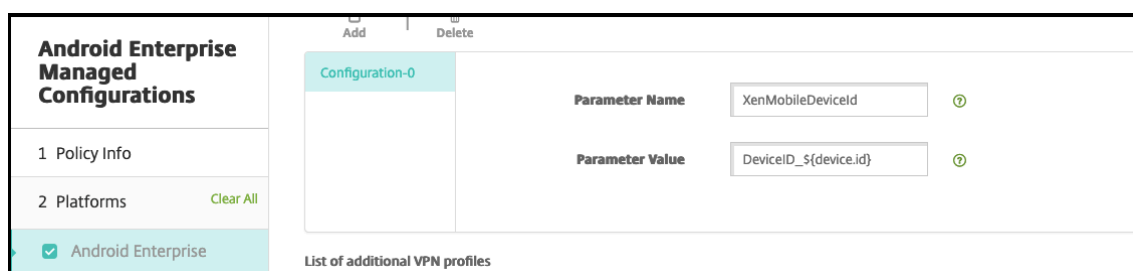 Add
Delete
Android Enterprise
Managed
Configurations
1 Policy Info
2 Platforms
Clear All
Android Enterprise
Configuration-0
Parameter Name
XenMobileDeviceId
Parameter Value
DeviceID_${device.id}
List of additional VPN profiles